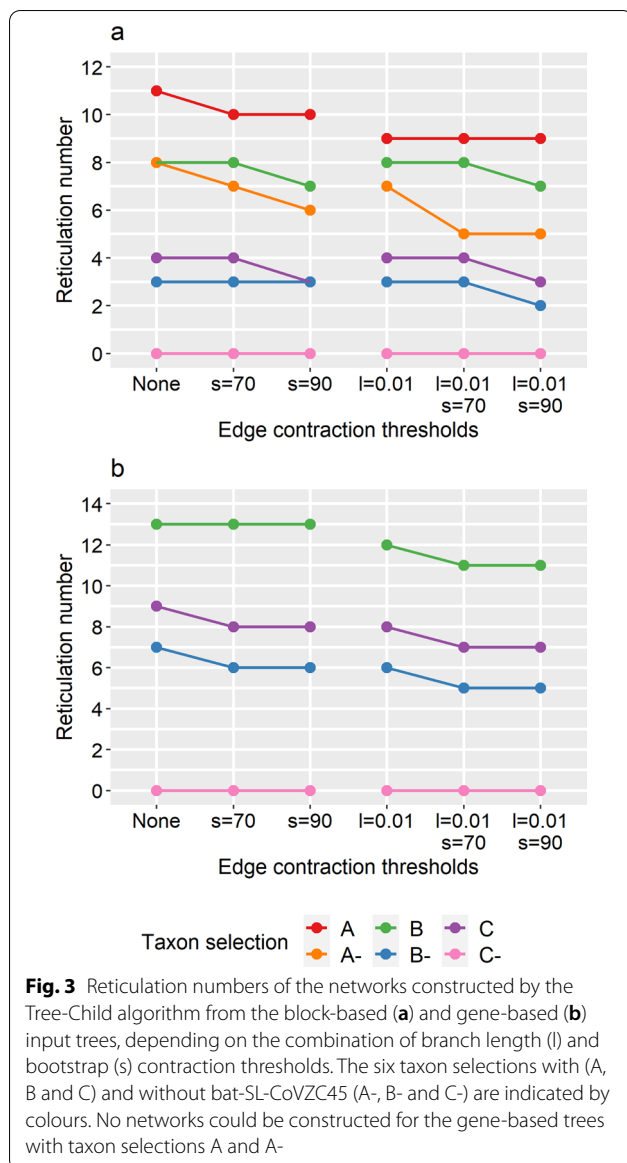 a
12
10
8
6
4
2
0
Reticulation number
None s=70 s=90 l=0.01 l=0.01 l=0.01
s=70 s=90
Edge contraction thresholds
b
14
12
10
8
6
4
2
0
Reticulation number
None s=70 s=90 l=0.01 l=0.01 l=0.01
s=70 s=90
Edge contraction thresholds
Taxon selection
A B C
A- B- C-
Fig. 3 Reticulation numbers of the networks constructed by the
Tree-Child algorithm from the block-based (a) and gene-based (b)
input trees, depending on the combination of branch length (l) and
bootstrap (s) contraction thresholds. The six taxon selections with (A,
B and C) and without bat-SL-CoVZC45 (A-, B- and C-) are indicated by
colours. No networks could be constructed for the gene-based trees
with taxon selections A and A-